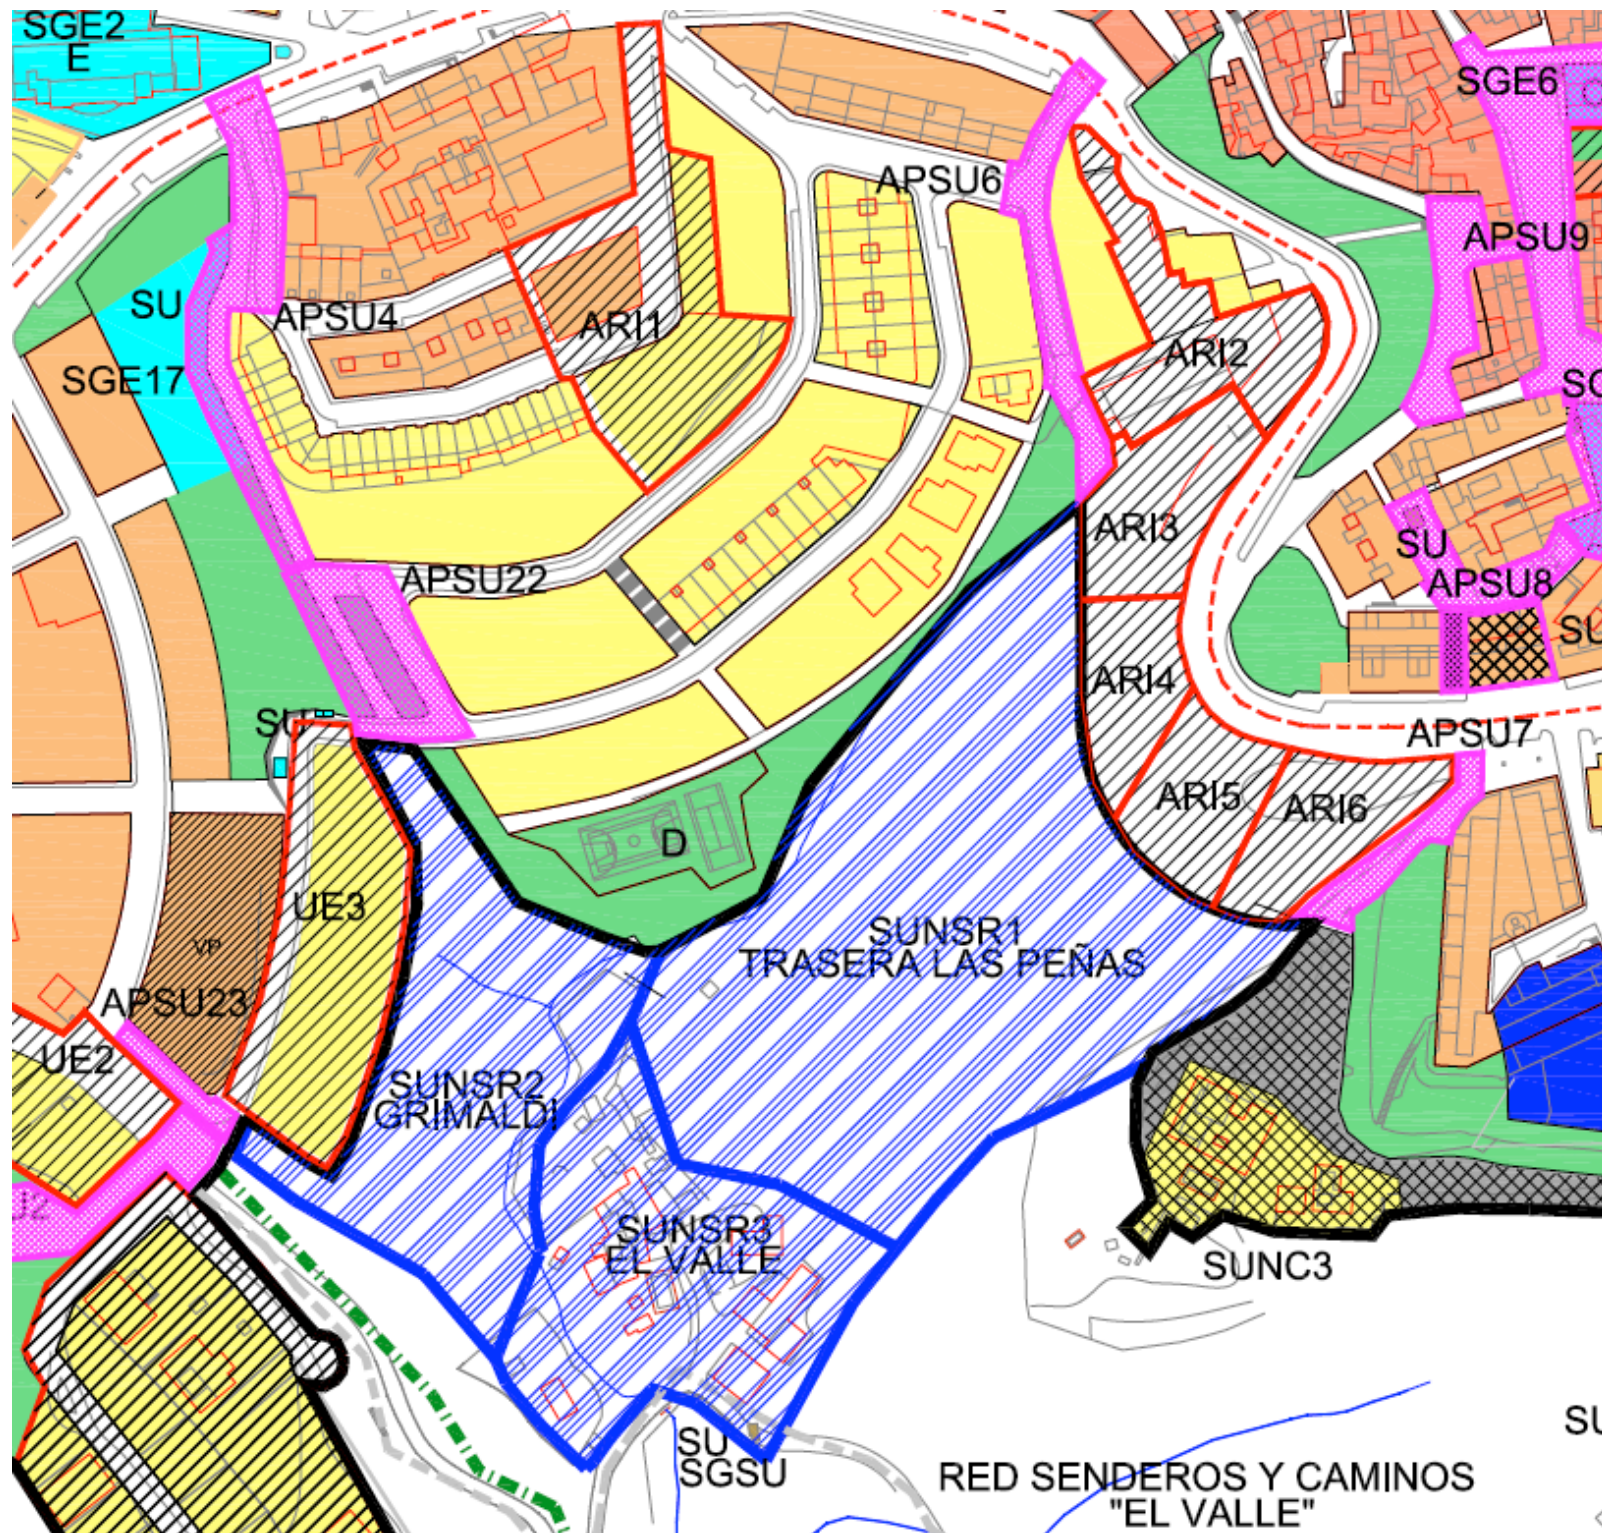 SGE2
E
SGE6
APSU6
APSU9
SU
APSU4
ARI1
ARI2
SGE17
ARI3
SU
APSU22
APSU8
ARI4
SU
APSU7
ARI5
ARI6
D
UE3
VP
SUNSR1
TRASERA LAS PEÑAS
APSU23
UE2
SUNSR2
GRIMALDI
SUNSR3
EL VALLE
SUNC3
SU
SGSU
RED SENDEROS Y CAMINOS
"EL VALLE"